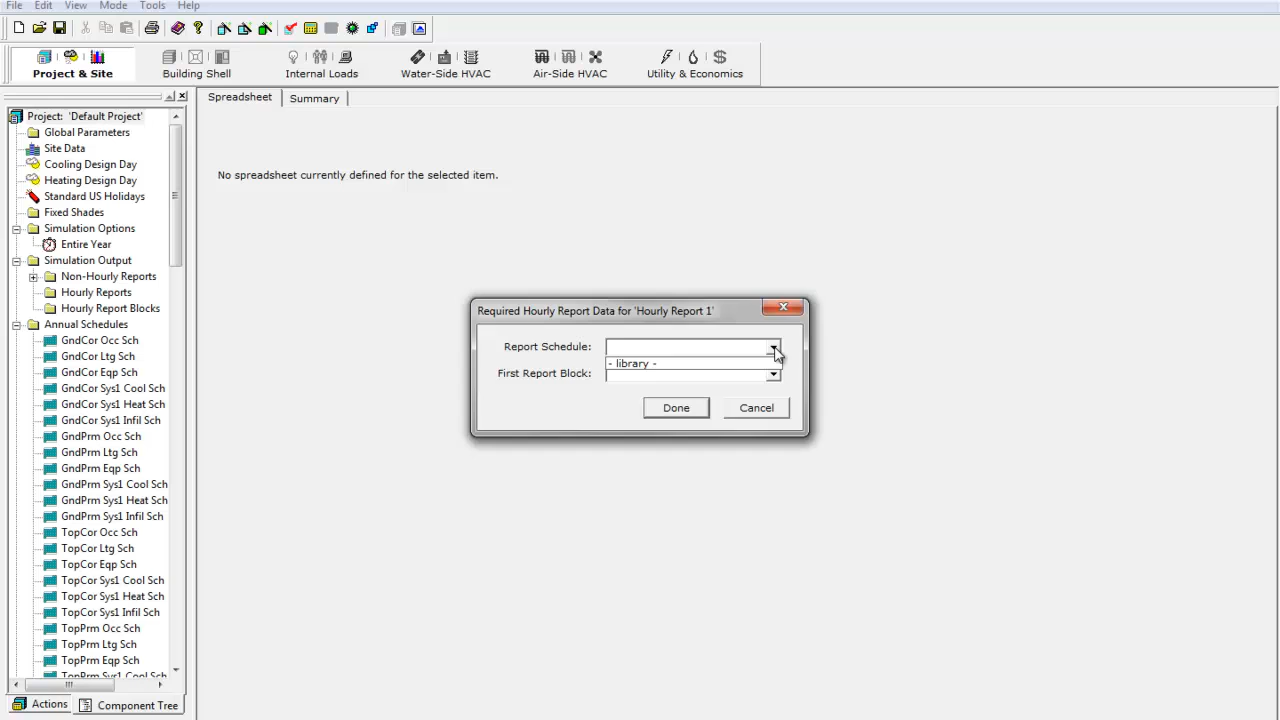 File Edit View Mode Tools Help
Project & Site Building Shell Internal Loads Water-Side HVAC Air-Side HVAC Utility & Economics
Spreadsheet Summary
No spreadsheet currently defined for the selected item.
Project: 'Default Project'
Global Parameters
Site Data
Cooling Design Day
Heating Design Day
Standard US Holidays
Fixed Shades
Simulation Options
Entire Year
Simulation Output
Non-Hourly Reports
Hourly Reports
Hourly Report Blocks
Annual Schedules
GndCor Occ Sch
GndCor Ltg Sch
GndCor Eqp Sch
GndCor Sys1 Cool Sch
GndCor Sys1 Heat Sch
GndCor Sys1 Infil Sch
GndPrm Occ Sch
GndPrm Ltg Sch
GndPrm Eqp Sch
GndPrm Sys1 Cool Sch
GndPrm Sys1 Heat Sch
GndPrm Sys1 Infil Sch
TopCor Occ Sch
TopCor Ltg Sch
TopCor Eqp Sch
TopCor Sys1 Cool Sch
TopCor Sys1 Heat Sch
TopCor Sys1 Infil Sch
TopPrm Occ Sch
TopPrm Ltg Sch
TopPrm Eqp Sch
TopPrm Sys1 Cool Sch
Actions Component Tree
Required Hourly Report Data for 'Hourly Report 1'
Report Schedule:
- library -
First Report Block:
Done Cancel